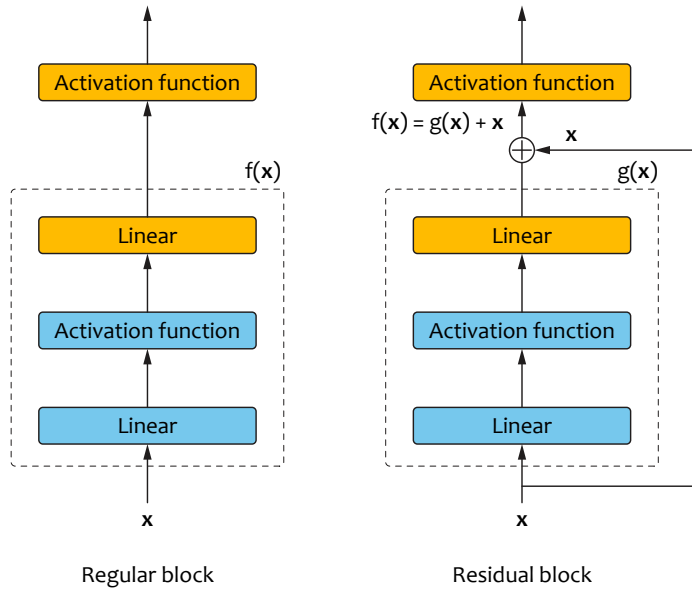 Activation function
f(x)
Linear
Activation function
Linear
x
Regular block
Activation function
f(x) = g(x) + x
x
g(x)
Linear
Activation function
Linear
x
Residual block